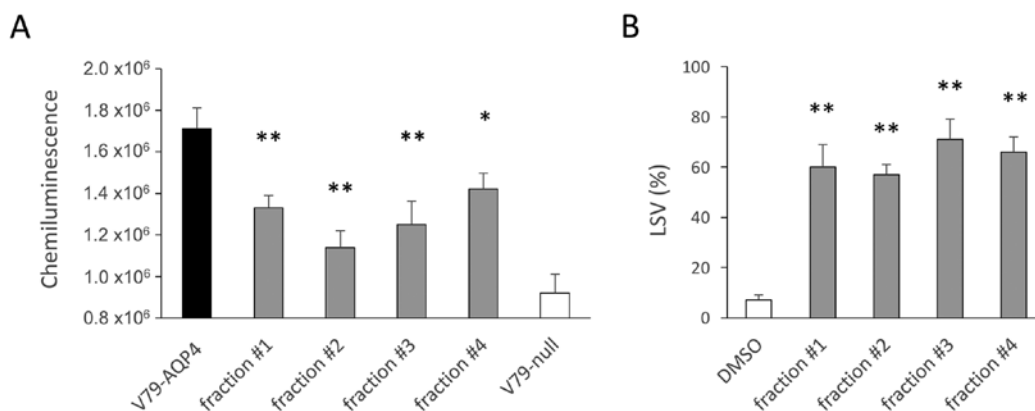 A
Chemiluminescence
2.0 x10⁶
1.8 x10⁶
1.6 x10⁶
1.4 x10⁶
1.2 x10⁶
1.0 x10⁶
0.8 x10⁶
**
**
**
*
V79-AQP4
fraction #1
fraction #2
fraction #3
fraction #4
V79-null
B
LSV (%)
100
80
60
40
20
0
**
**
**
**
DMSO
fraction #1
fraction #2
fraction #3
fraction #4